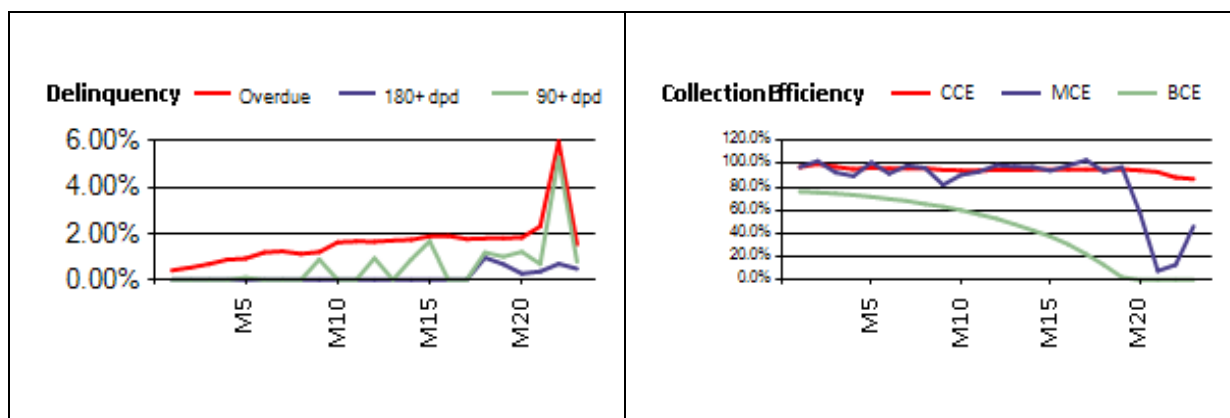 Delinquency Overdue 180+ dpd 90+ dpd
6.00%
4.00%
2.00%
0.00%
M5 M10 M15 M20
Collection Efficiency CCE MCE BCE
120.0%
100.0%
80.0%
60.0%
40.0%
20.0%
0.0%
M5 M10 M15 M20